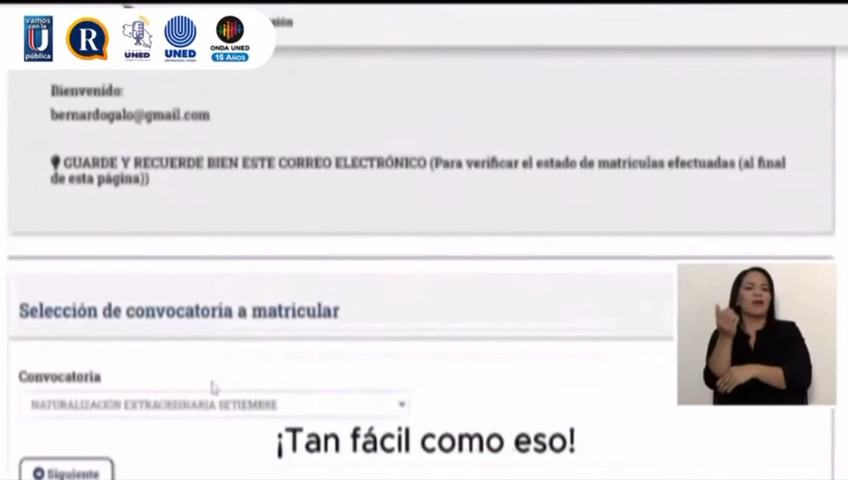 vamos
con la
U
pública
R
UNED
UNED
ONDA UNED
15 AÑOS
Bienvenido:
bernardogalo@gmail.com
GUARDE Y RECUERDE BIEN ESTE CORREO ELECTRÓNICO (Para verificar el estado de matrículas efectuadas (al final
de esta página))
Selección de convocatoria a matricular
Convocatoria
NATURALIZACIÓN EXTRAORDINARIA SETIEMBRE
¡Tan fácil como eso!
Siguiente